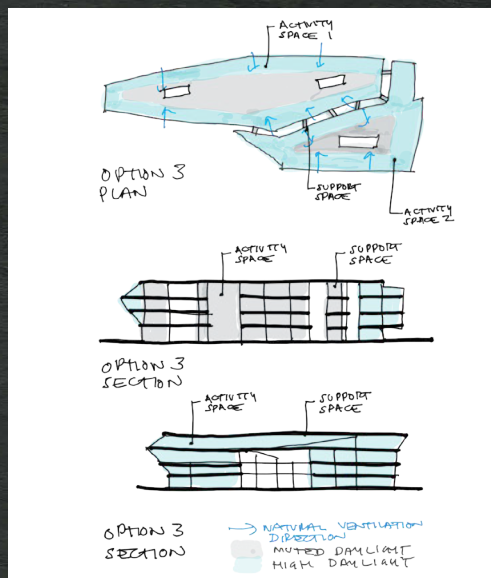 ACTIVITY
SPACE 1
OPTION 3
PLAN
SUPPORT
SPACE
ACTIVITY
SPACE 2
ACTIVITY
SPACE
SUPPORT
SPACE
OPTION 3
SECTION
ACTIVITY
SPACE
SUPPORT
SPACE
OPTION 3
SECTION
NATURAL VENTILATION
DIRECTION
MUTED DAYLIGHT
HIGH DAYLIGHT